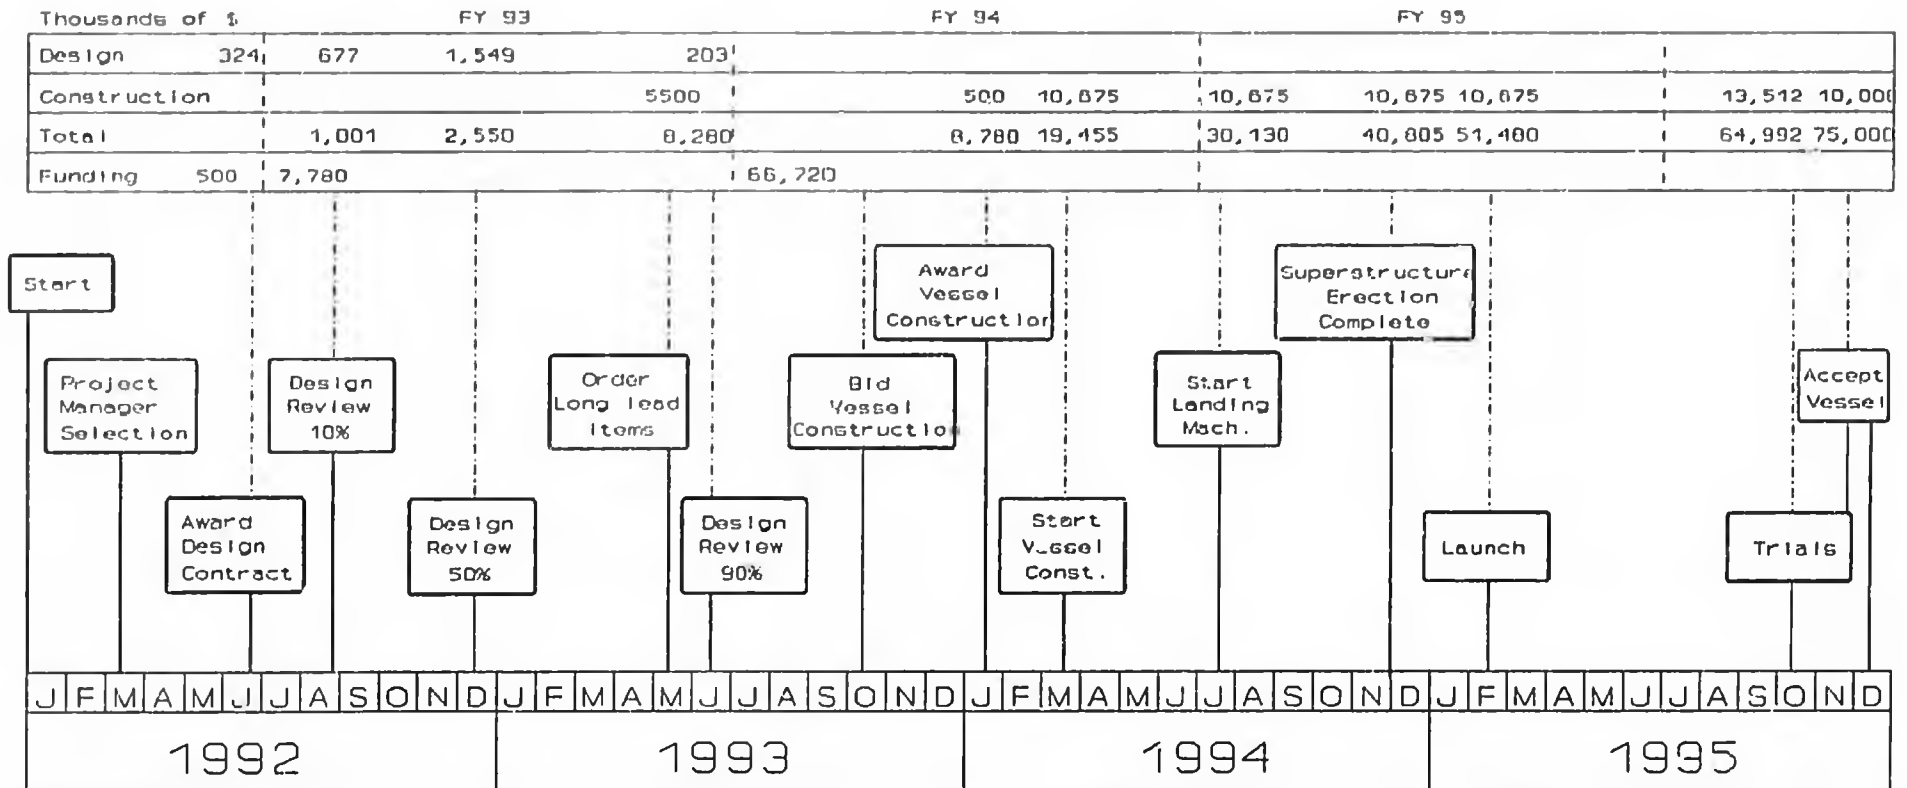 Thousands of $ FY 93 FY 94 FY 95
Design 324 677 1,549 203
Construction 5500 500 10,675 10,675 10,675 10,675 13,512 10,000
Total 1,001 2,550 8,280 8,780 19,455 30,130 40,805 51,480 64,992 75,000
Funding 500 7,780 66,720
Start
Project
Manager
Selection
Award
Design
Contract
Design
Review
10%
Design
Review
50%
Order
Long lead
Items
Design
Review
90%
Bid
Vessel
Construction
Award
Vessel
Construction
Start
Vessel
Const.
Start
Landing
Mach.
Superstructure
Erection
Complete
Launch
Trials
Accept
Vessel
J F M A M J J A S O N D J F M A M J J A S O N D J F M A M J J A S O N D J F M A M J J A S O N D
1992 1993 1994 1995